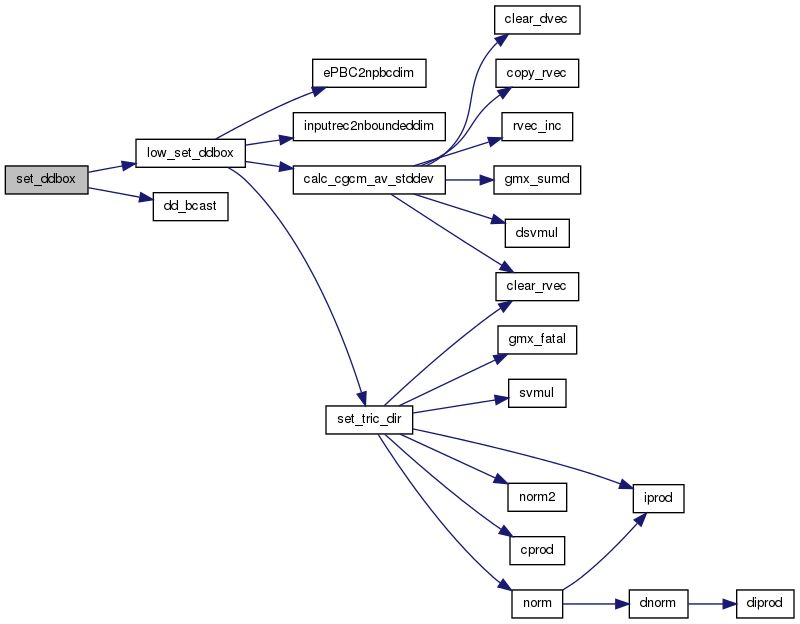 set_ddbox
low_set_ddbox
dd_bcast
ePBC2npbcdim
inputrec2nboundeddim
calc_cgcm_av_stddev
set_tric_dir
clear_dvec
copy_rvec
rvec_inc
gmx_sumd
dsvmul
clear_rvec
gmx_fatal
svmul
norm2
cprod
norm
iprod
dnorm
diprod